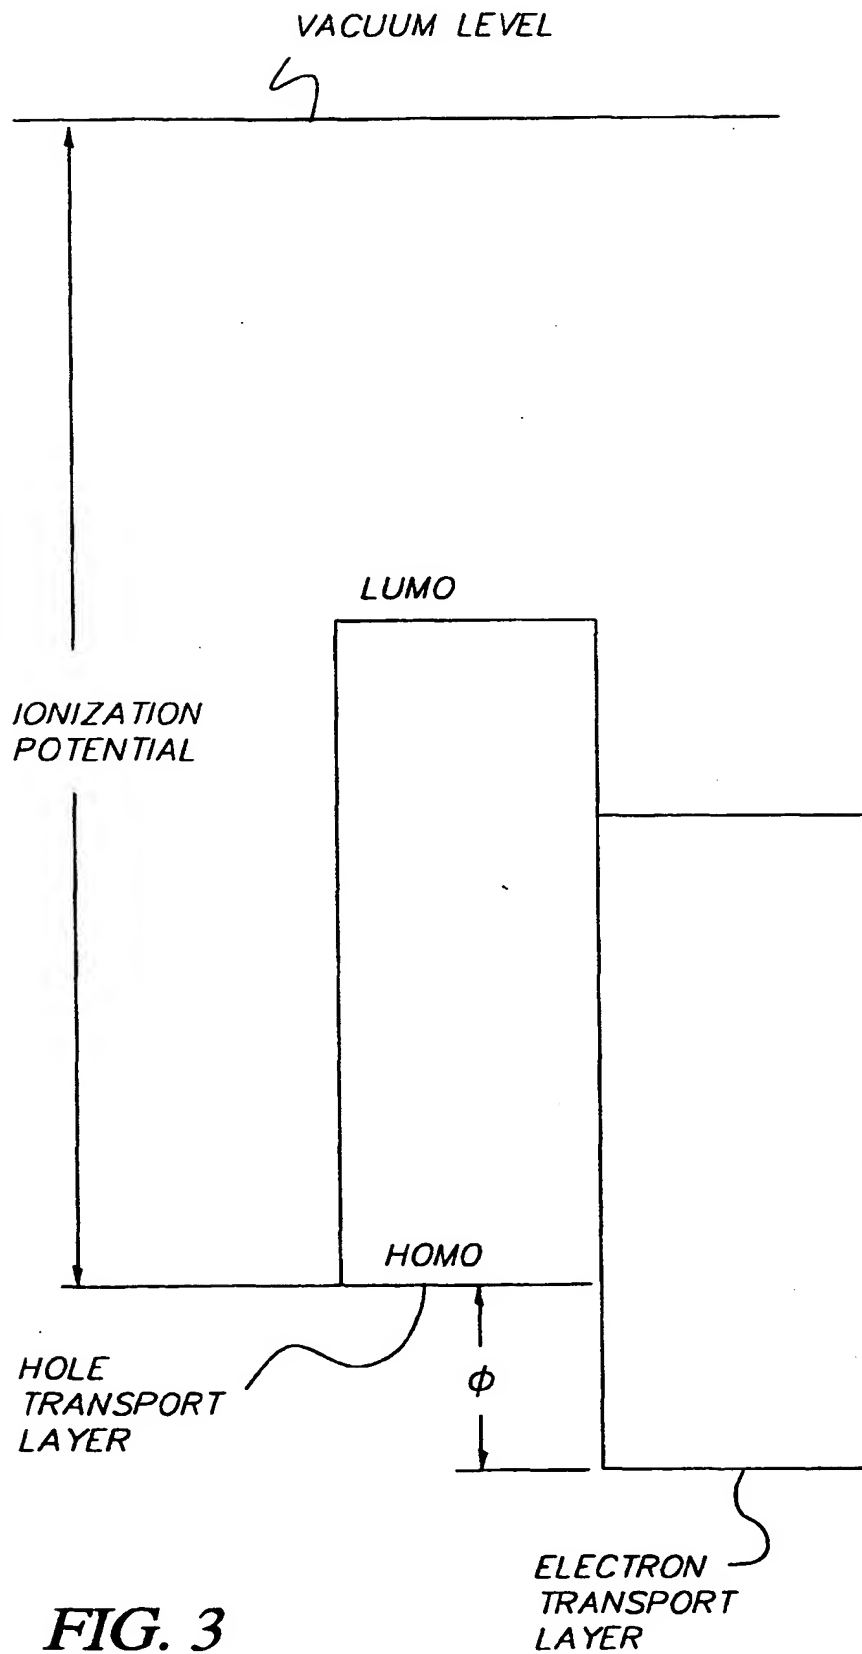 VACUUM LEVEL
LUMO
IONIZATION
POTENTIAL
HOMO
HOLE
TRANSPORT
LAYER
ϕ
ELECTRON
TRANSPORT
LAYER
FIG. 3